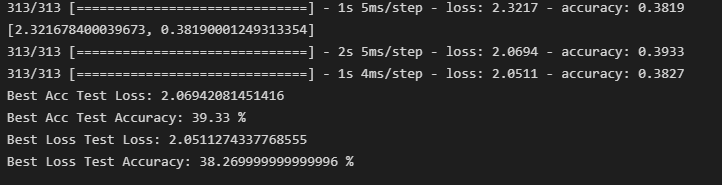 313/313 [==============================] - 1s 5ms/step - loss: 2.3217 - accuracy: 0.3819
[2.321678400039673, 0.38190001249313354]
313/313 [==============================] - 2s 5ms/step - loss: 2.0694 - accuracy: 0.3933
313/313 [==============================] - 1s 4ms/step - loss: 2.0511 - accuracy: 0.3827
Best Acc Test Loss: 2.06942081451416
Best Acc Test Accuracy: 39.33 %
Best Loss Test Loss: 2.0511274337768555
Best Loss Test Accuracy: 38.269999999999996 %